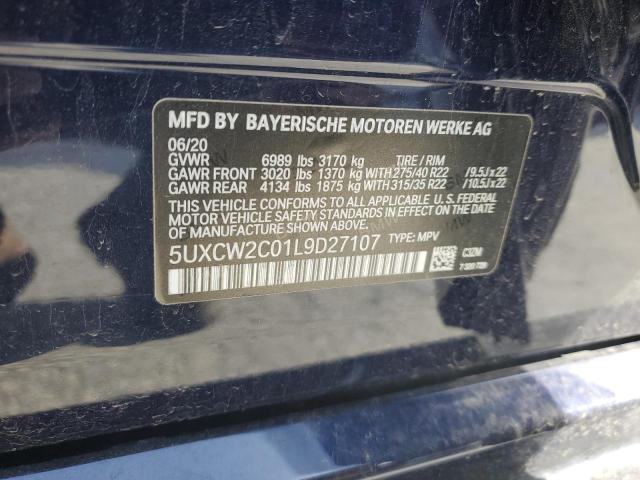 MFD BY BAYERISCHE MOTOREN WERKE AG
06/20
GVWR 6989 lbs 3170 kg TIRE / RIM
GAWR FRONT 3020 lbs 1370 kg WITH 275/40 R22 /9.5Jx22
GAWR REAR 4134 lbs 1875 kg WITH 315/35 R22 /10.5Jx22
THIS VEHICLE CONFORMS TO ALL APPLICABLE U. S. FEDERAL
MOTOR VEHICLE SAFETY STANDARDS IN EFFECT ON THE DATE
OF MANUFACTURE SHOWN ABOVE.
5UXCW2C01L9D27107 TYPE: MPV